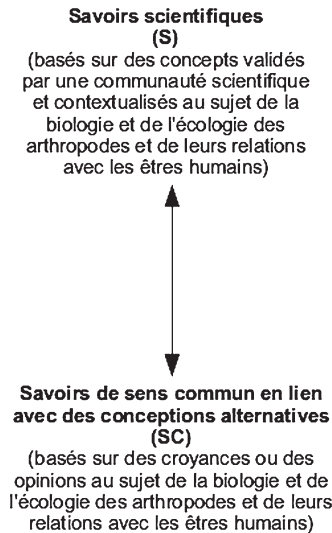 Savoirs scientifiques
(S)
(basés sur des concepts validés
par une communauté scientifique
et contextualisés au sujet de la
biologie et de l'écologie des
arthropodes et de leurs relations
avec les êtres humains)
Savoirs de sens commun en lien
avec des conceptions alternatives
(SC)
(basés sur des croyances ou des
opinions au sujet de la biologie et de
l'écologie des arthropodes et de leurs
relations avec les êtres humains)